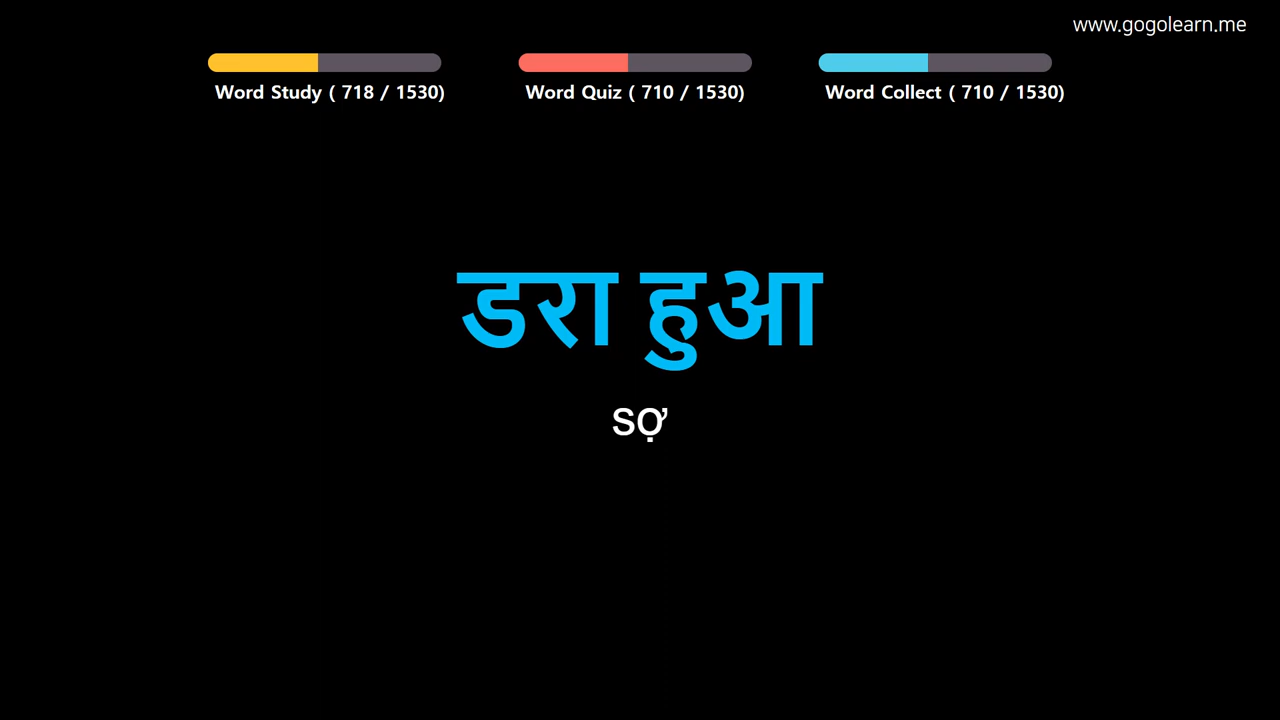 www.gogolearn.me
Word Study ( 718 / 1530)
Word Quiz ( 710 / 1530)
Word Collect ( 710 / 1530)
डरा हुआ
sợ